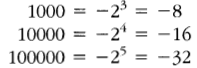 1000 = −2³ = −8
10000 = −2⁴ = −16
100000 = −2⁵ = −32